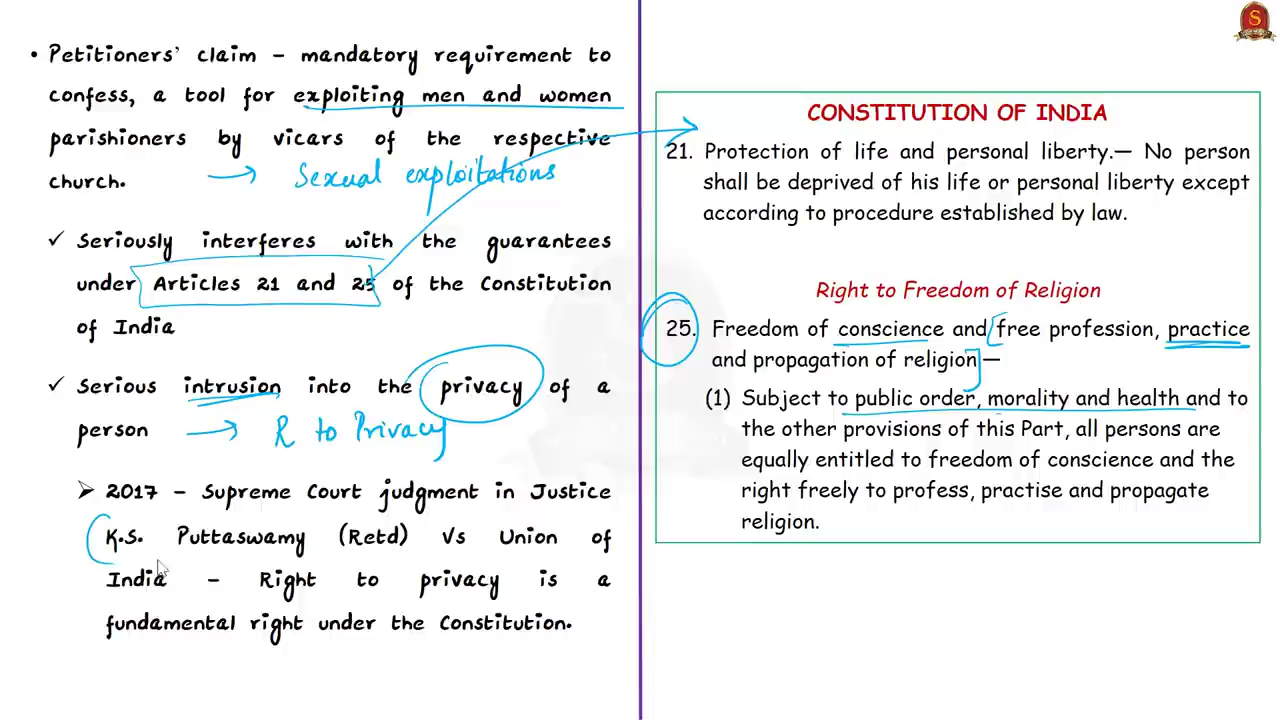 • Petitioners' claim – mandatory requirement to
confess, a tool for exploiting men and women
parishioners by vicars of the respective
church.
→ Sexual exploitations
✓ Seriously interferes with the guarantees
under Articles 21 and 25 of the Constitution
of India
✓ Serious intrusion into the privacy of a
person
→ R to Privacy
➢ 2017 – Supreme Court judgment in Justice
K.S. Puttaswamy (Retd) Vs Union of
India – Right to privacy is a
fundamental right under the Constitution.
CONSTITUTION OF INDIA
21. Protection of life and personal liberty.— No person
shall be deprived of his life or personal liberty except
according to procedure established by law.
Right to Freedom of Religion
25. Freedom of conscience and free profession, practice
and propagation of religion —
(1) Subject to public order, morality and health and to
the other provisions of this Part, all persons are
equally entitled to freedom of conscience and the
right freely to profess, practise and propagate
religion.